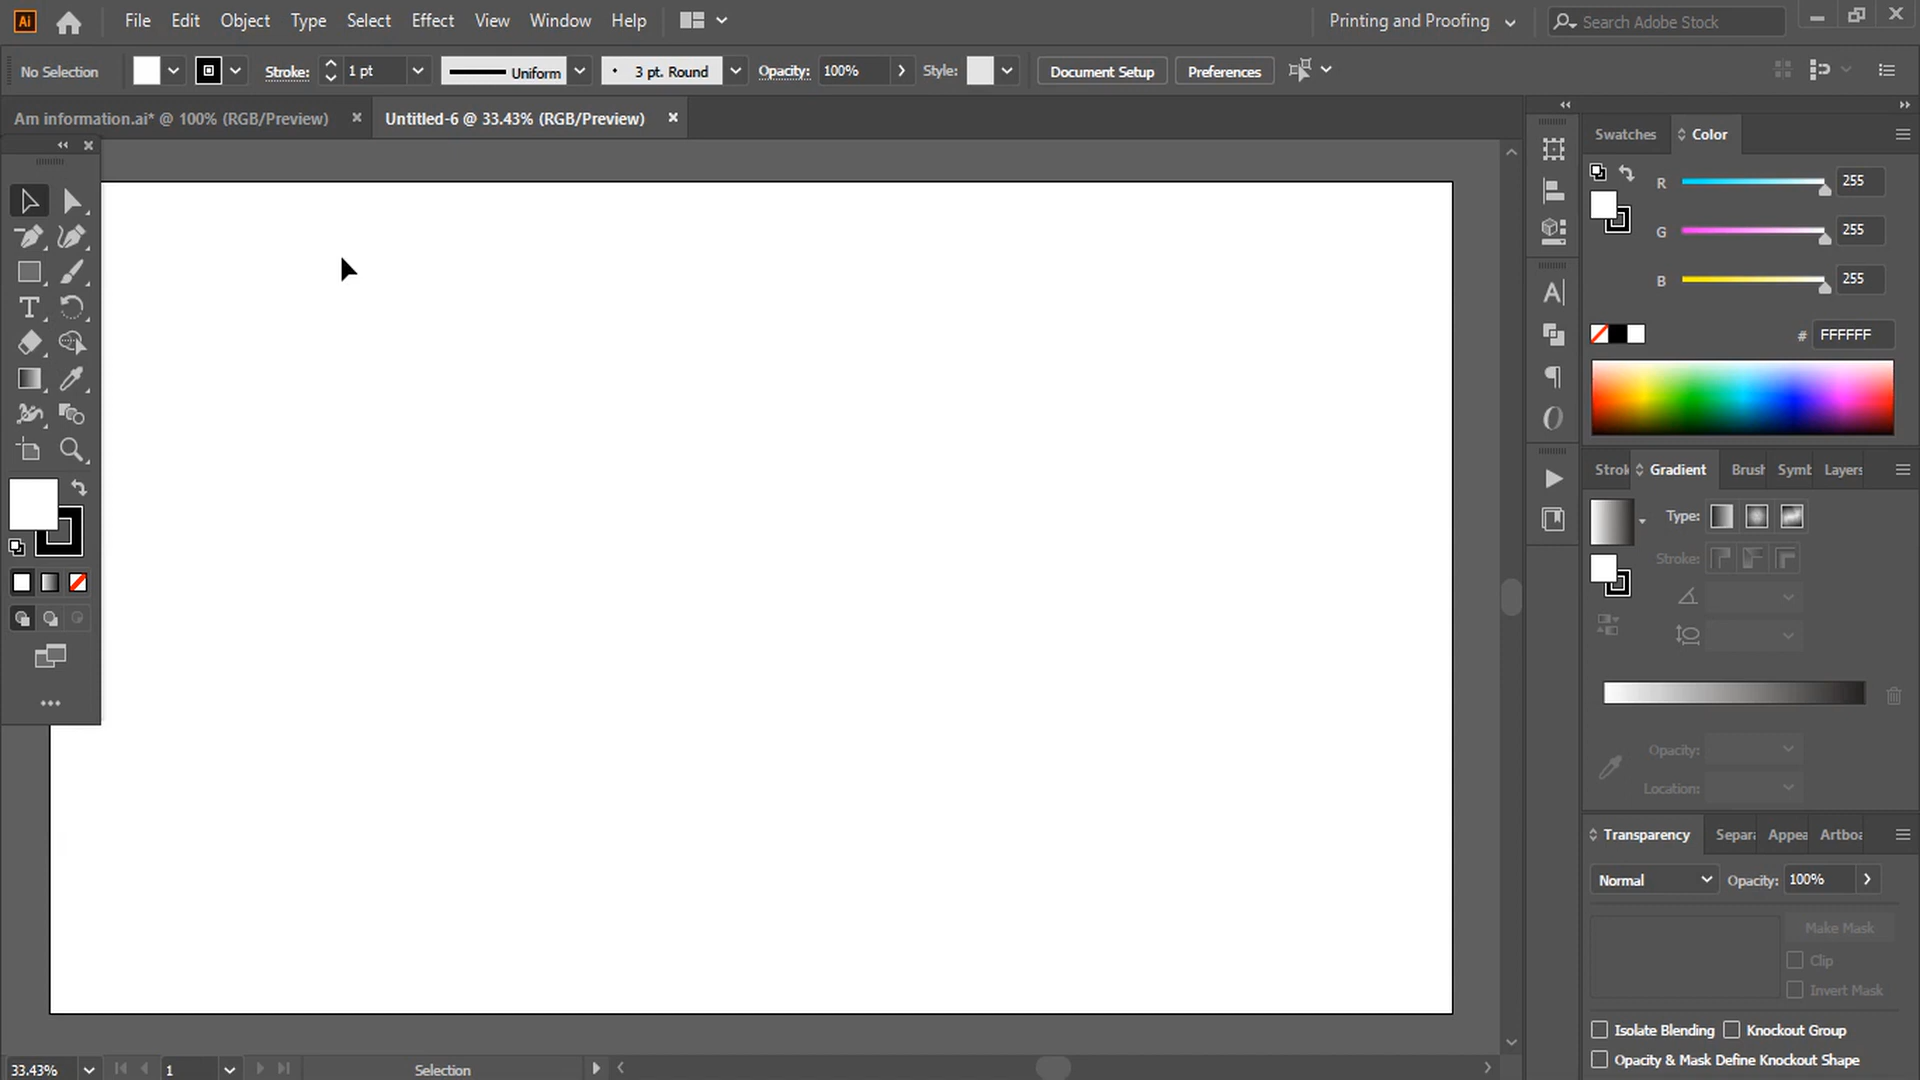 Ai File Edit Object Type Select Effect View Window Help Printing and Proofing Search Adobe Stock
No Selection Stroke: 1 pt Uniform 3 pt. Round Opacity: 100% Style: Document Setup Preferences
Am information.ai* @ 100% (RGB/Preview) Untitled-6 @ 33.43% (RGB/Preview)
Swatches Color
R 255
G 255
B 255
# FFFFFF
Strok Gradient Brush Symb Layers
Type:
Stroke:
Opacity:
Location:
Transparency Separa Appea Artboa
Normal Opacity: 100%
Make Mask
Clip
Invert Mask
Isolate Blending Knockout Group
Opacity & Mask Define Knockout Shape
33.43% 1 Selection